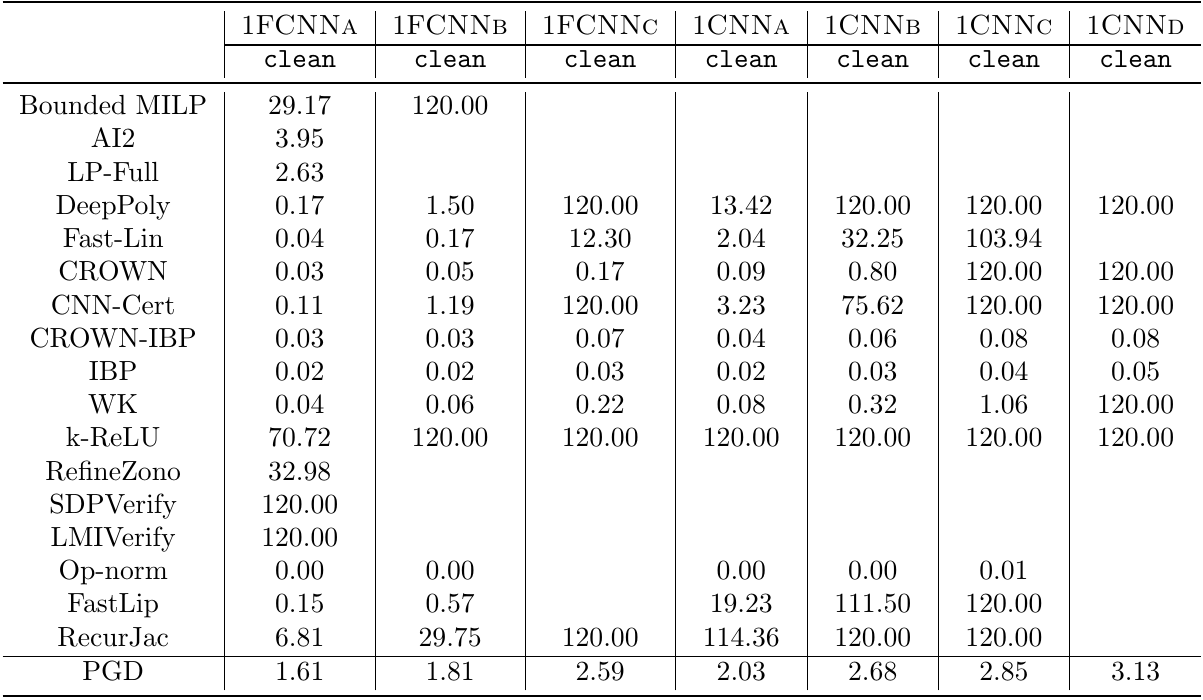 1FCNNA 1FCNNB 1FCNNC 1CNNA 1CNNB 1CNNC 1CNND
clean clean clean clean clean clean clean
Bounded MILP 29.17 120.00
AI2 3.95
LP-Full 2.63
DeepPoly 0.17 1.50 120.00 13.42 120.00 120.00 120.00
Fast-Lin 0.04 0.17 12.30 2.04 32.25 103.94
CROWN 0.03 0.05 0.17 0.09 0.80 120.00 120.00
CNN-Cert 0.11 1.19 120.00 3.23 75.62 120.00 120.00
CROWN-IBP 0.03 0.03 0.07 0.04 0.06 0.08 0.08
IBP 0.02 0.02 0.03 0.02 0.03 0.04 0.05
WK 0.04 0.06 0.22 0.08 0.32 1.06 120.00
k-ReLU 70.72 120.00 120.00 120.00 120.00 120.00 120.00
RefineZono 32.98
SDPVerify 120.00
LMIVerify 120.00
Op-norm 0.00 0.00 0.00 0.00 0.01
FastLip 0.15 0.57 19.23 111.50 120.00
RecurJac 6.81 29.75 120.00 114.36 120.00 120.00
PGD 1.61 1.81 2.59 2.03 2.68 2.85 3.13